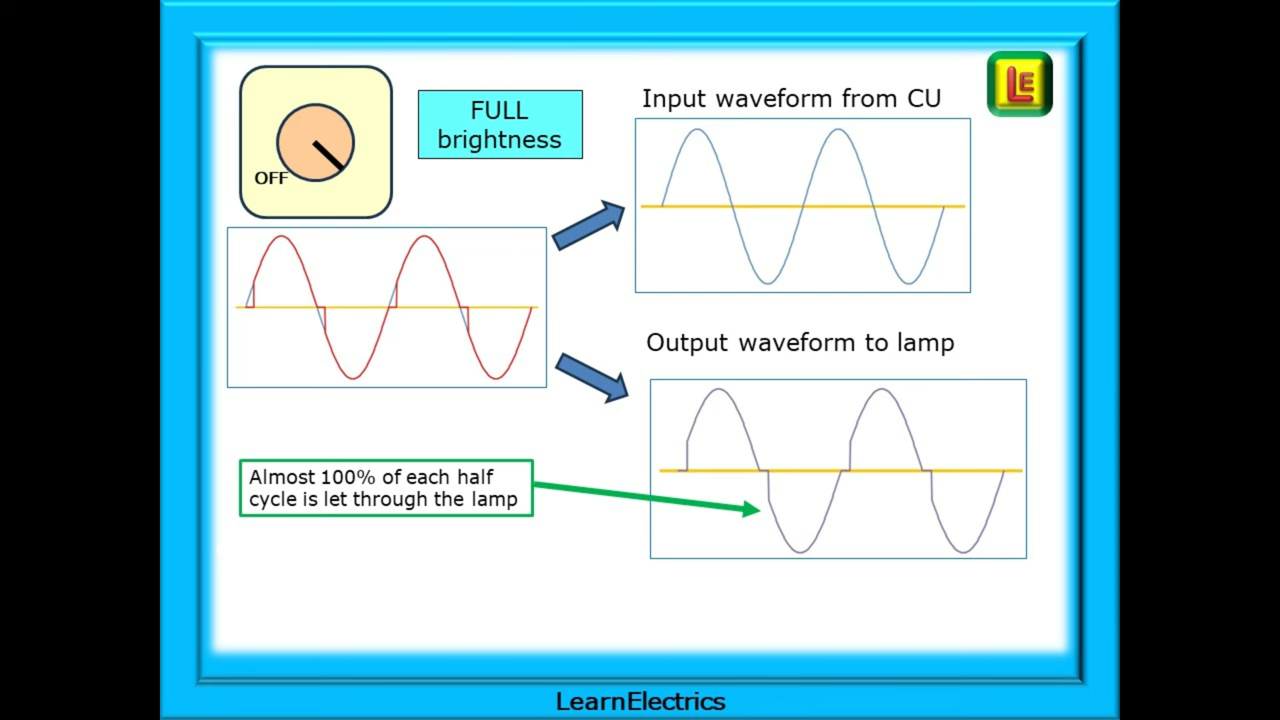 OFF
FULL
brightness
Input waveform from CU
LE
Output waveform to lamp
Almost 100% of each half
cycle is let through the lamp
LearnElectrics